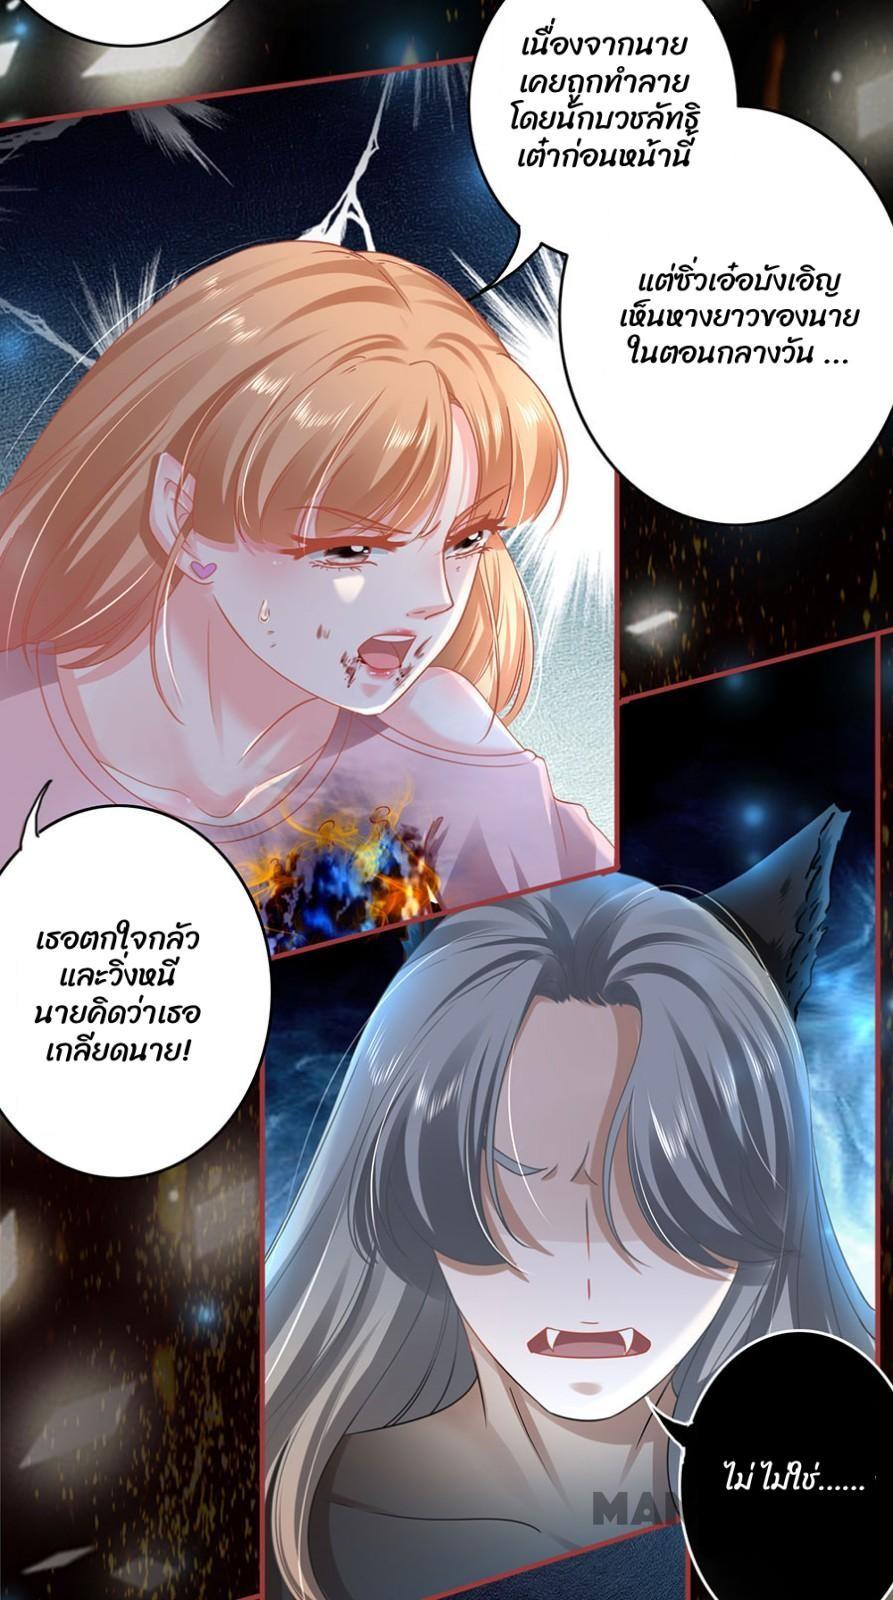 เนื่องจากนาย
เคยถูกทำลาย
โดยนักบวชลัทธิ
เต๋าก่อนหน้านี้
แต่ซิ่วเอ๋อบังเอิญ
เห็นหางยาวของนาย
ในตอนกลางวัน ...
เธอตกใจกลัว
และวิ่งหนี
นายคิดว่าเธอ
เกลียดนาย!
ไม่ ไม่ใช่......